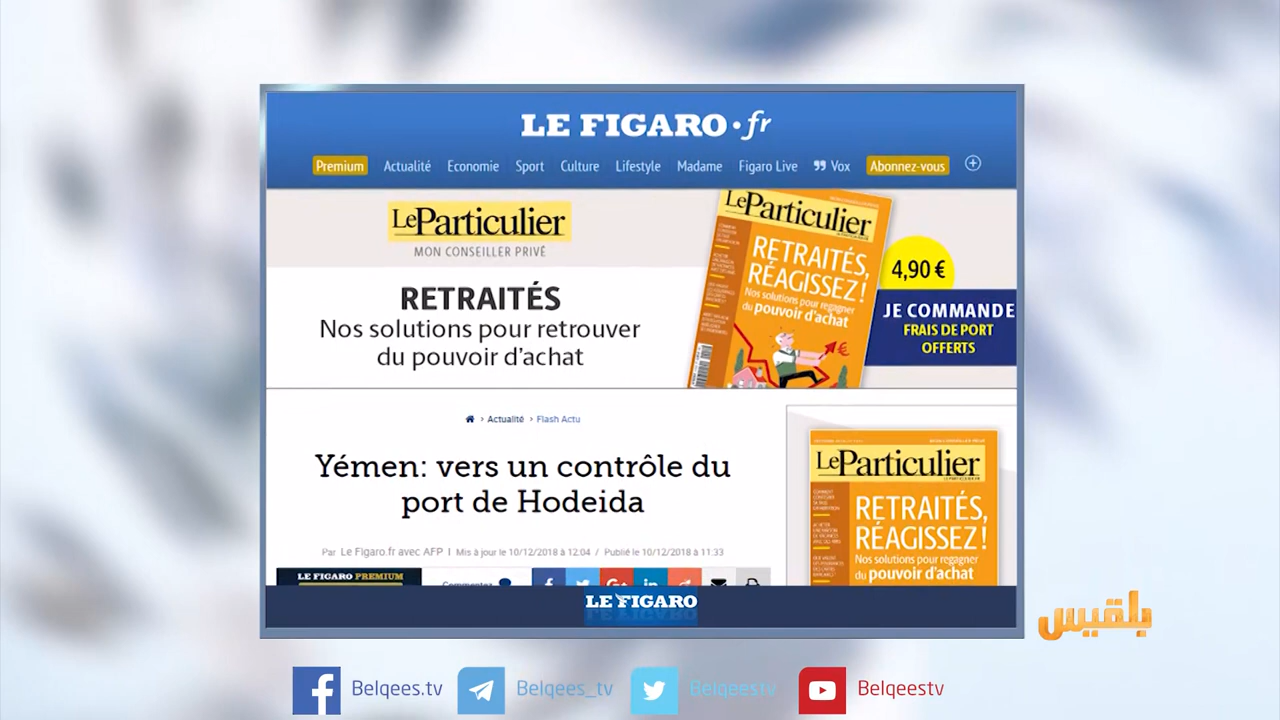 LE FIGARO·fr
Premium Actualité Economie Sport Culture Lifestyle Madame Figaro Live Vox Abonnez-vous
LeParticulier
MON CONSEILLER PRIVÉ
RETRAITÉS
Nos solutions pour retrouver
du pouvoir d'achat
LeParticulier
RETRAITÉS,
RÉAGISSEZ!
Nos solutions pour regagner
du pouvoir d'achat
4,90 €
JE COMMANDE
FRAIS DE PORT
OFFERTS
Actualité > Flash Actu
Yémen: vers un contrôle du
port de Hodeida
Par Le Figaro.fr avec AFP | Mis à jour le 10/12/2018 à 12:04 / Publié le 10/12/2018 à 11:33
LE FIGARO PREMIUM
Commentez
LeParticulier
RETRAITÉS,
RÉAGISSEZ!
Nos solutions pour regagner
du pouvoir d'achat
LE FIGARO
بلقيس
Belqees.tv Belqees_tv Belqeestv Belqeestv